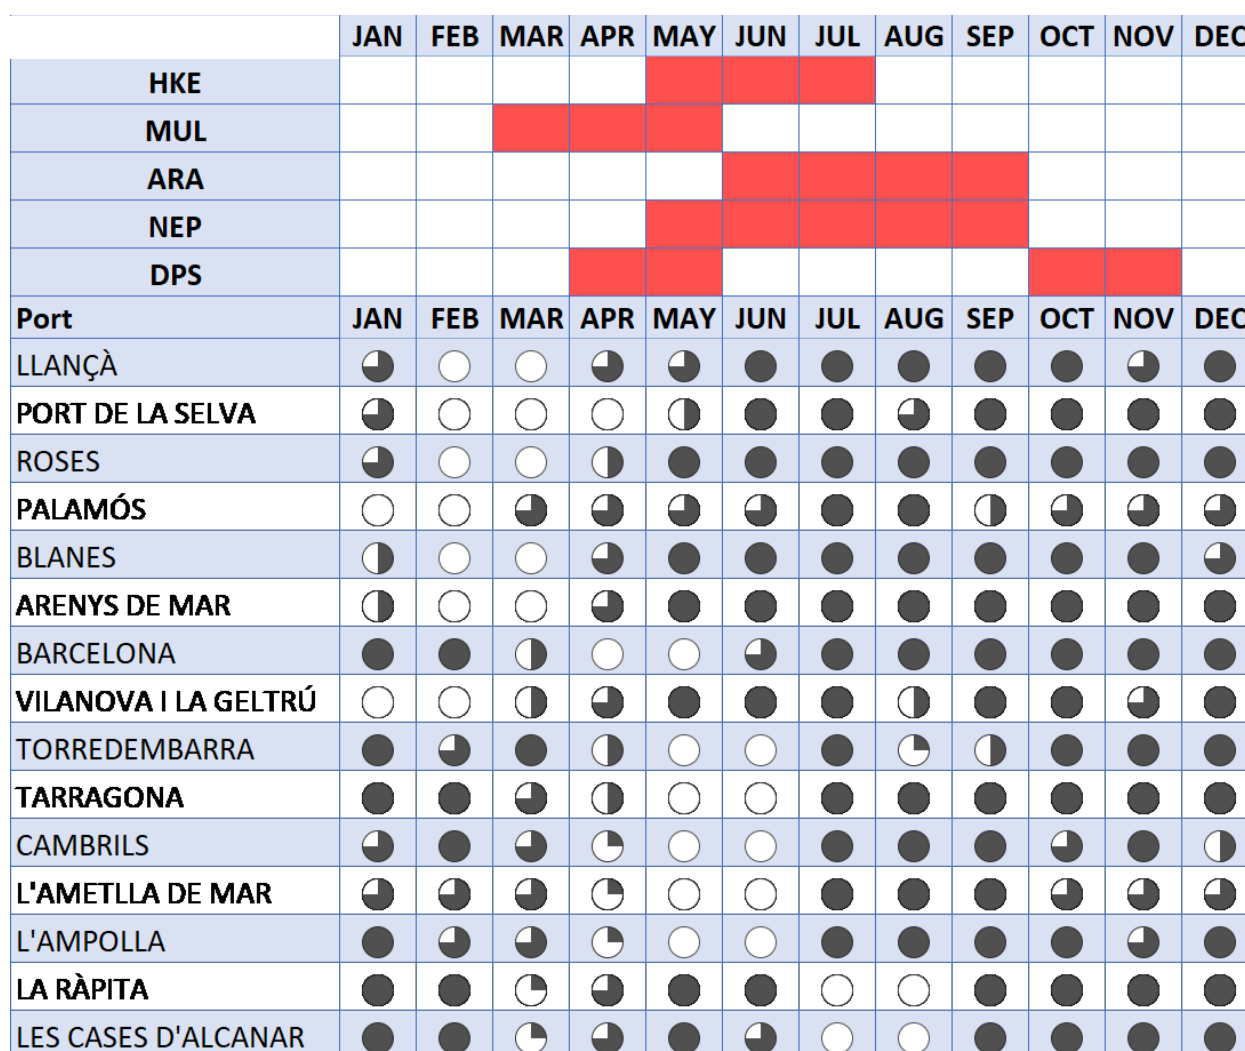 JAN FEB MAR APR MAY JUN JUL AUG SEP OCT NOV DEC
HKE
MUL
ARA
NEP
DPS
Port JAN FEB MAR APR MAY JUN JUL AUG SEP OCT NOV DEC
LLANÇÀ
PORT DE LA SELVA
ROSES
PALAMÓS
BLANES
ARENYS DE MAR
BARCELONA
VILANOVA I LA GELTRÚ
TORREDEMBARRA
TARRAGONA
CAMBRILS
L'AMETLLA DE MAR
L'AMPOLLA
LA RÀPITA
LES CASES D'ALCANAR